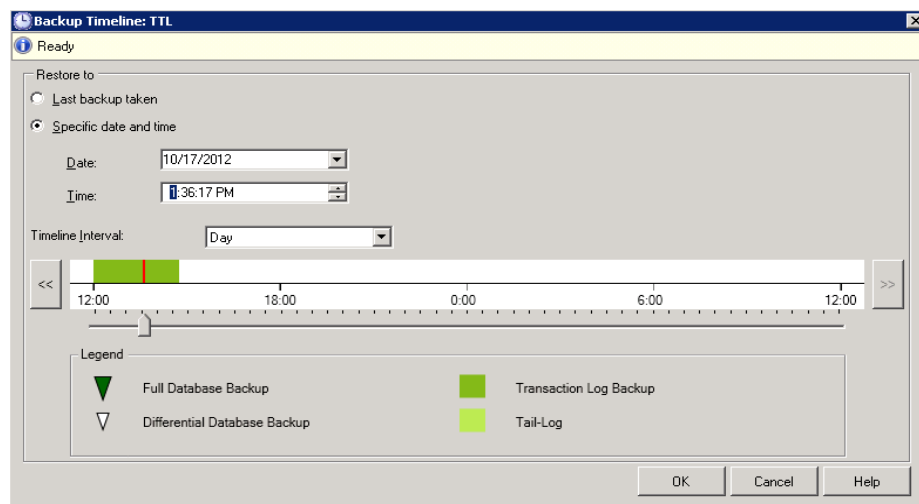 Backup Timeline: TTL
Ready
Restore to
Last backup taken
Specific date and time
Date: 10/17/2012
Time: 1:36:17 PM
Timeline Interval: Day
<< >>
12:00 18:00 0:00 6:00 12:00
Legend
Full Database Backup Transaction Log Backup
Differential Database Backup Tail-Log
OK Cancel Help